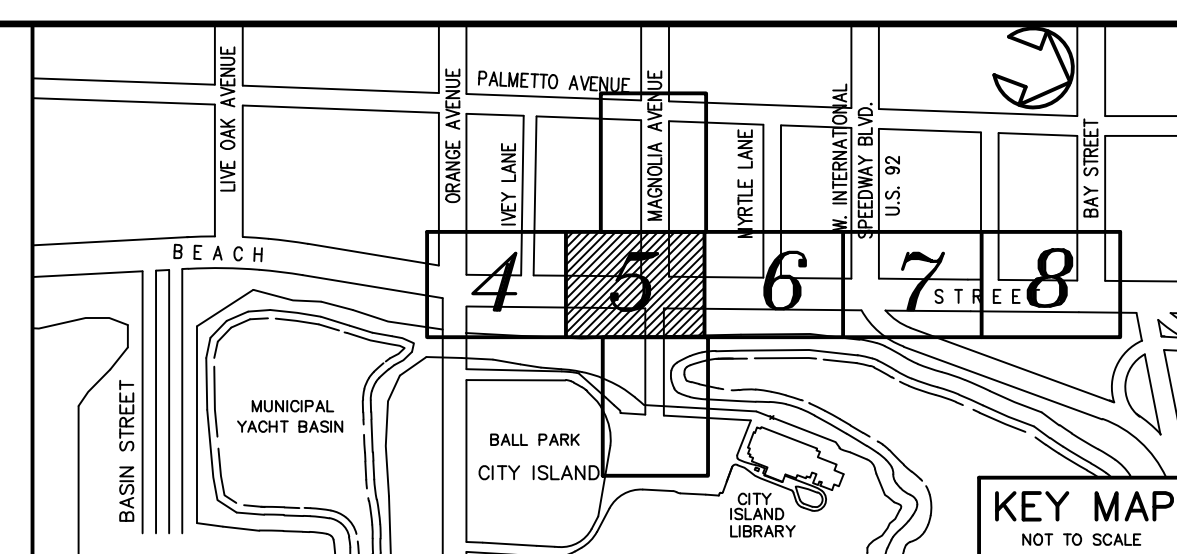 PALMETTO AVENUE
LIVE OAK AVENUE
ORANGE AVENUE
IVEY LANE
MAGNOLIA AVENUE
MYRTLE LANE
W. INTERNATIONAL
SPEEDWAY BLVD.
U.S. 92
BAY STREET
BEACH
STREE
4
5
6
7
8
BASIN STREET
MUNICIPAL
YACHT BASIN
BALL PARK
CITY ISLAND
CITY
ISLAND
LIBRARY
KEY MAP
NOT TO SCALE